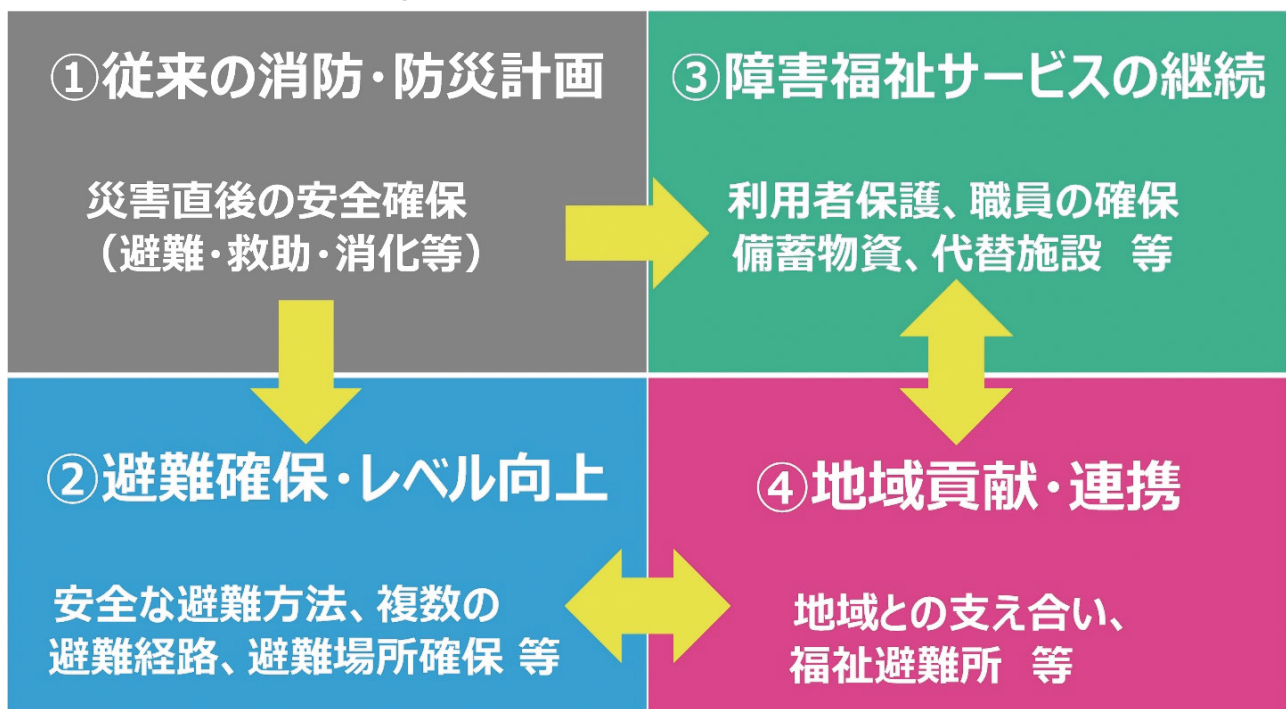 ①従来の消防・防災計画
災害直後の安全確保
（避難・救助・消化等）
②避難確保・レベル向上
安全な避難方法、複数の
避難経路、避難場所確保 等
③障害福祉サービスの継続
利用者保護、職員の確保
備蓄物資、代替施設 等
④地域貢献・連携
地域との支え合い、
福祉避難所 等